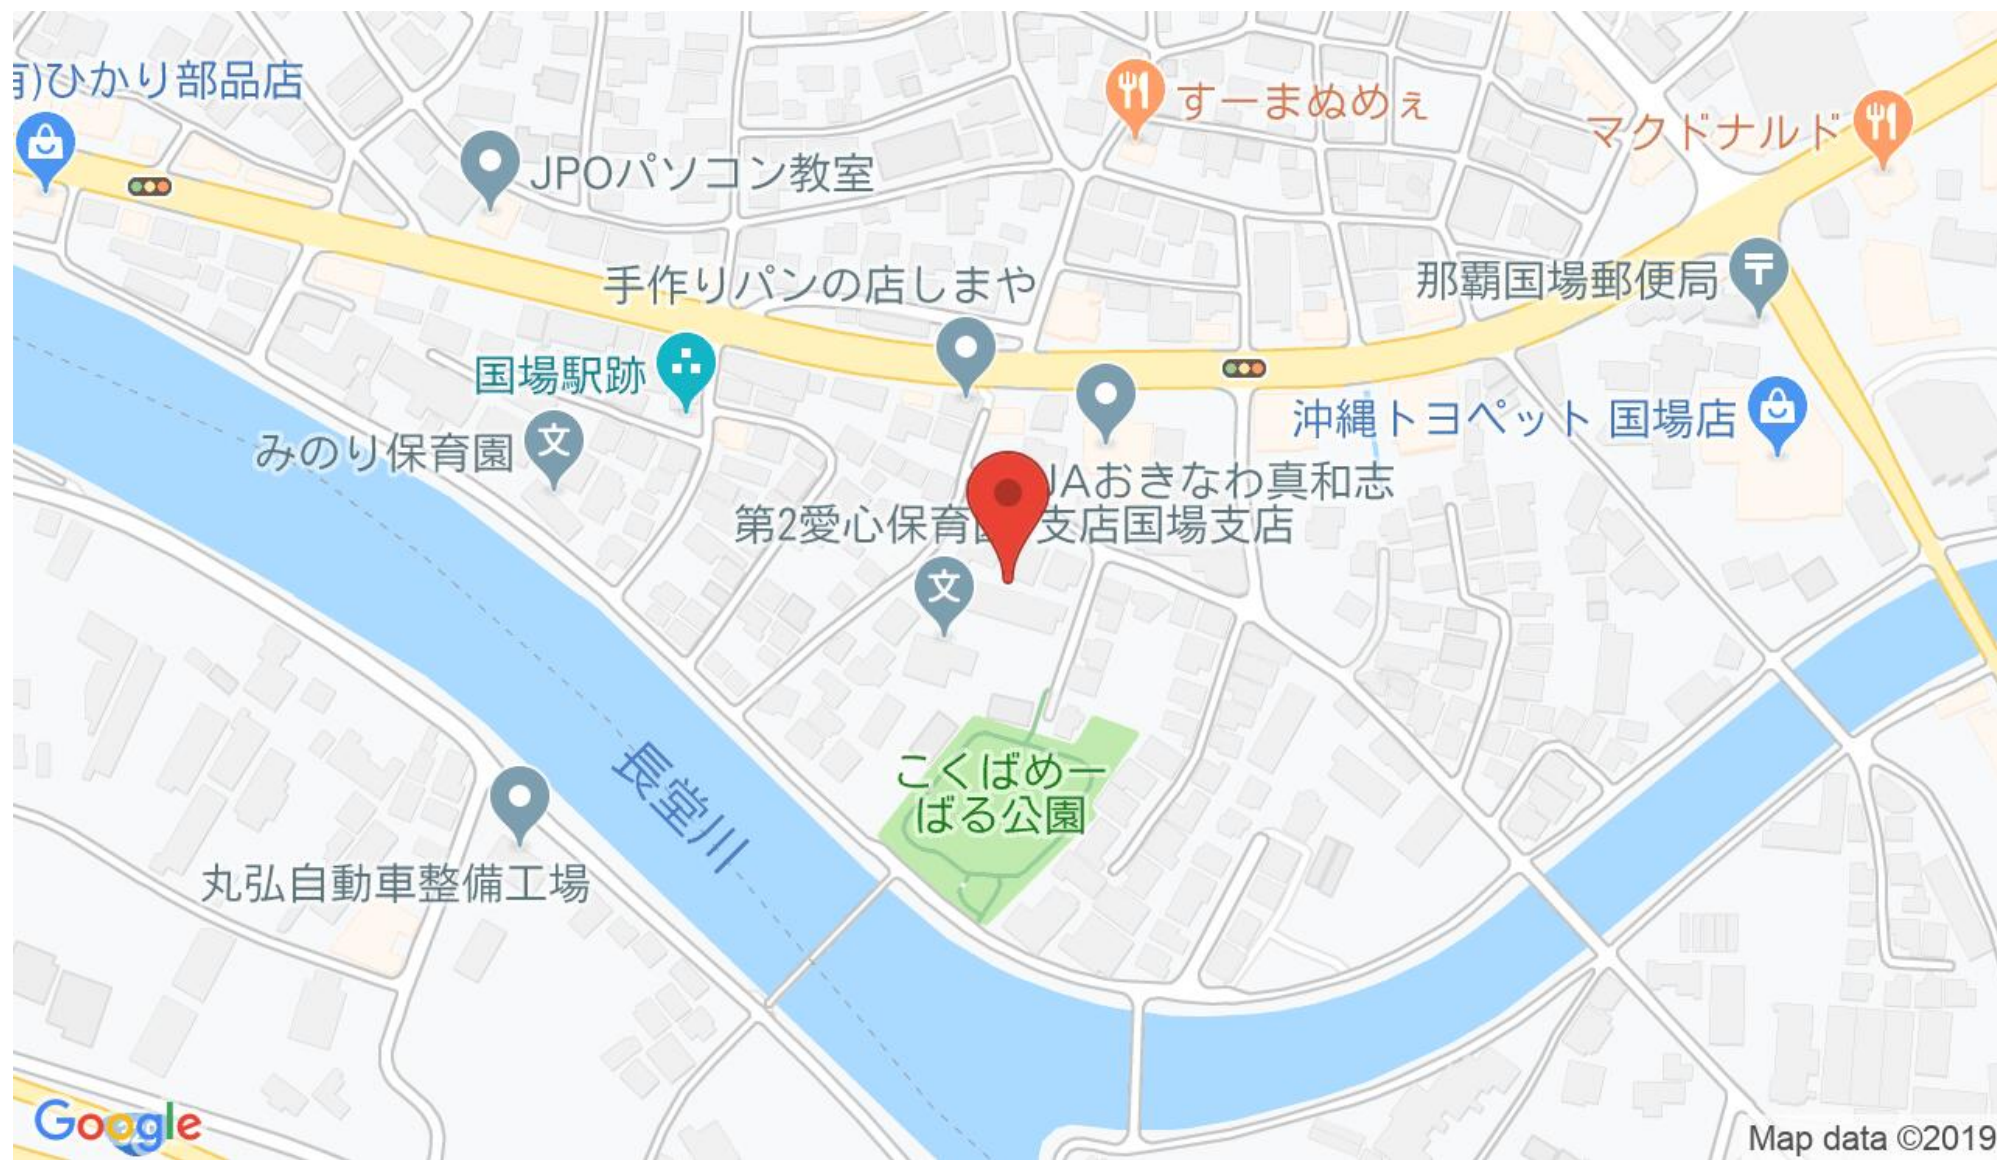 有)ひかり部品店
すーまぬめぇ
マクドナルド
JPOパソコン教室
手作りパンの店しまや
那覇国場郵便局
国場駅跡
沖縄トヨペット 国場店
みのり保育園
JAおきなわ真和志
支店国場支店
第2愛心保育園
文
文
こくばめー
ばる公園
長堂川
丸弘自動車整備工場
Google
Map data ©2019